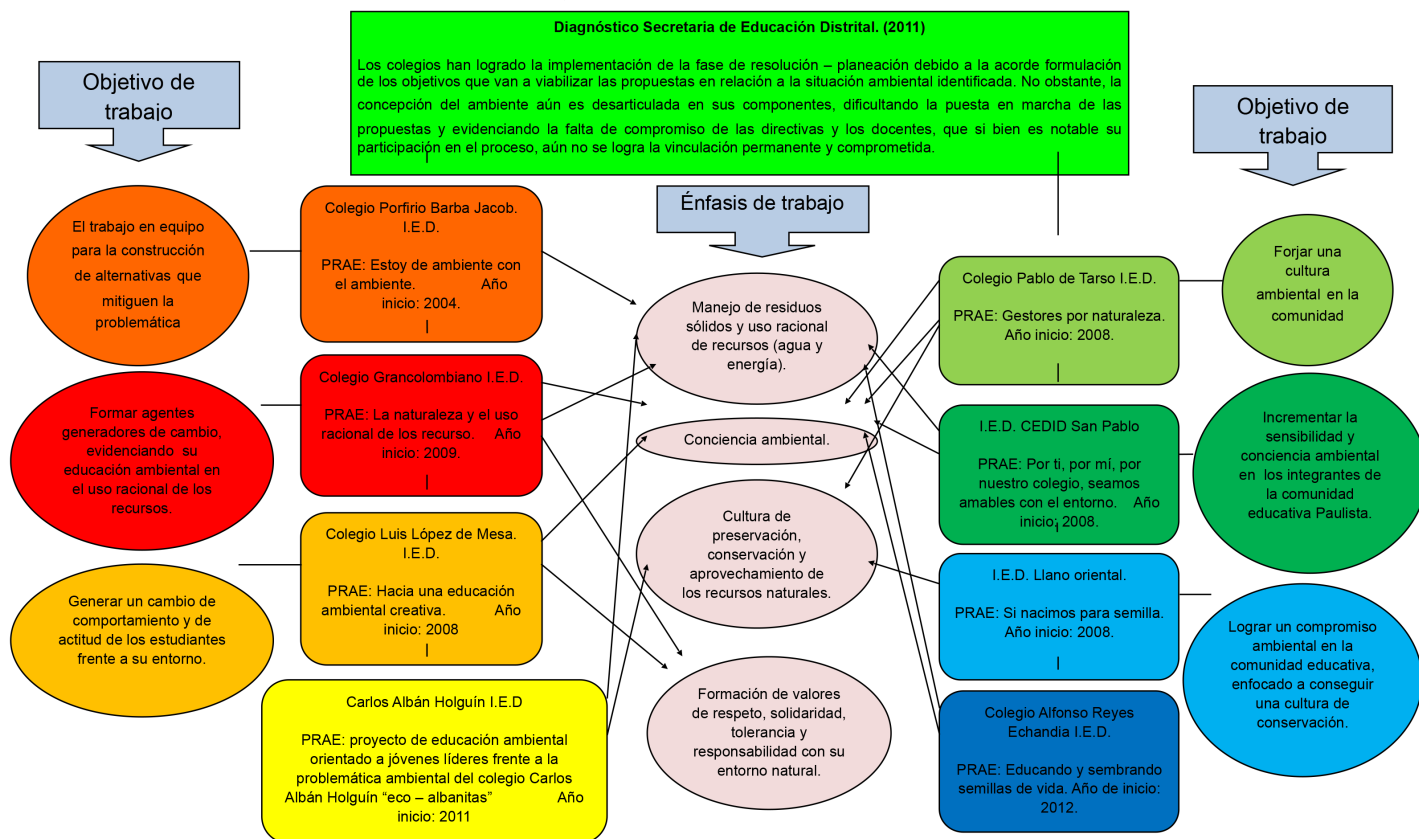 Diagnóstico Secretaria de Educación Distrital. (2011)
Los colegios han logrado la implementación de la fase de resolución – planeación debido a la acorde formulación
de los objetivos que van a viabilizar las propuestas en relación a la situación ambiental identificada. No obstante, la
concepción del ambiente aún es desarticulada en sus componentes, dificultando la puesta en marcha de las
propuestas y evidenciando la falta de compromiso de las directivas y los docentes, que si bien es notable su
participación en el proceso, aún no se logra la vinculación permanente y comprometida.
Objetivo de
trabajo
El trabajo en equipo
para la construcción
de alternativas que
mitiguen la
problemática
Formar agentes
generadores de cambio,
evidenciando su
educación ambiental en
el uso racional de los
recursos.
Generar un cambio de
comportamiento y de
actitud de los estudiantes
frente a su entorno.
Colegio Porfirio Barba Jacob.
I.E.D.
PRAE: Estoy de ambiente con
el ambiente. Año
inicio: 2004.
Colegio Grancolombiano I.E.D.
PRAE: La naturaleza y el uso
racional de los recurso. Año
inicio: 2009.
Colegio Luis López de Mesa.
I.E.D.
PRAE: Hacia una educación
ambiental creativa. Año
inicio: 2008
Carlos Albán Holguín I.E.D
PRAE: proyecto de educación ambiental
orientado a jóvenes líderes frente a la
problemática ambiental del colegio Carlos
Albán Holguín “eco – albanitas” Año
inicio: 2011
Énfasis de trabajo
Manejo de residuos
sólidos y uso racional
de recursos (agua y
energía).
Conciencia ambiental.
Cultura de
preservación,
conservación y
aprovechamiento de
los recursos naturales.
Formación de valores
de respeto, solidaridad,
tolerancia y
responsabilidad con su
entorno natural.
Colegio Pablo de Tarso I.E.D.
PRAE: Gestores por naturaleza.
Año inicio: 2008.
I.E.D. CEDID San Pablo
PRAE: Por ti, por mí, por
nuestro colegio, seamos
amables con el entorno. Año
inicio: 2008.
I.E.D. Llano oriental.
PRAE: Si nacimos para semilla.
Año inicio: 2008.
Colegio Alfonso Reyes
Echandia I.E.D.
PRAE: Educando y sembrando
semillas de vida. Año de inicio:
2012.
Objetivo de
trabajo
Forjar una
cultura
ambiental en la
comunidad
Incrementar la
sensibilidad y
conciencia ambiental
en los integrantes de
la comunidad
educativa Paulista.
Lograr un compromiso
ambiental en la
comunidad educativa,
enfocado a conseguir
una cultura de
conservación.